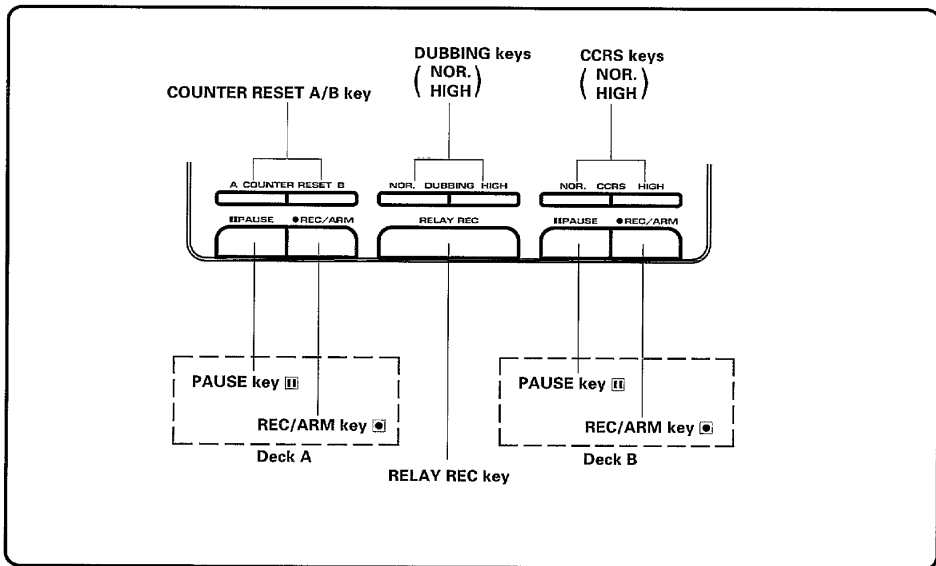 DUBBING keys
( NOR. HIGH )
CCRS keys
( NOR. HIGH )
COUNTER RESET A/B key
A COUNTER RESET B
NOR. DUBBING HIGH
NOR. CCRS HIGH
PAUSE ●REC/ARM
RELAY REC
PAUSE ●REC/ARM
PAUSE key
REC/ARM key
Deck A
PAUSE key
REC/ARM key
Deck B
RELAY REC key